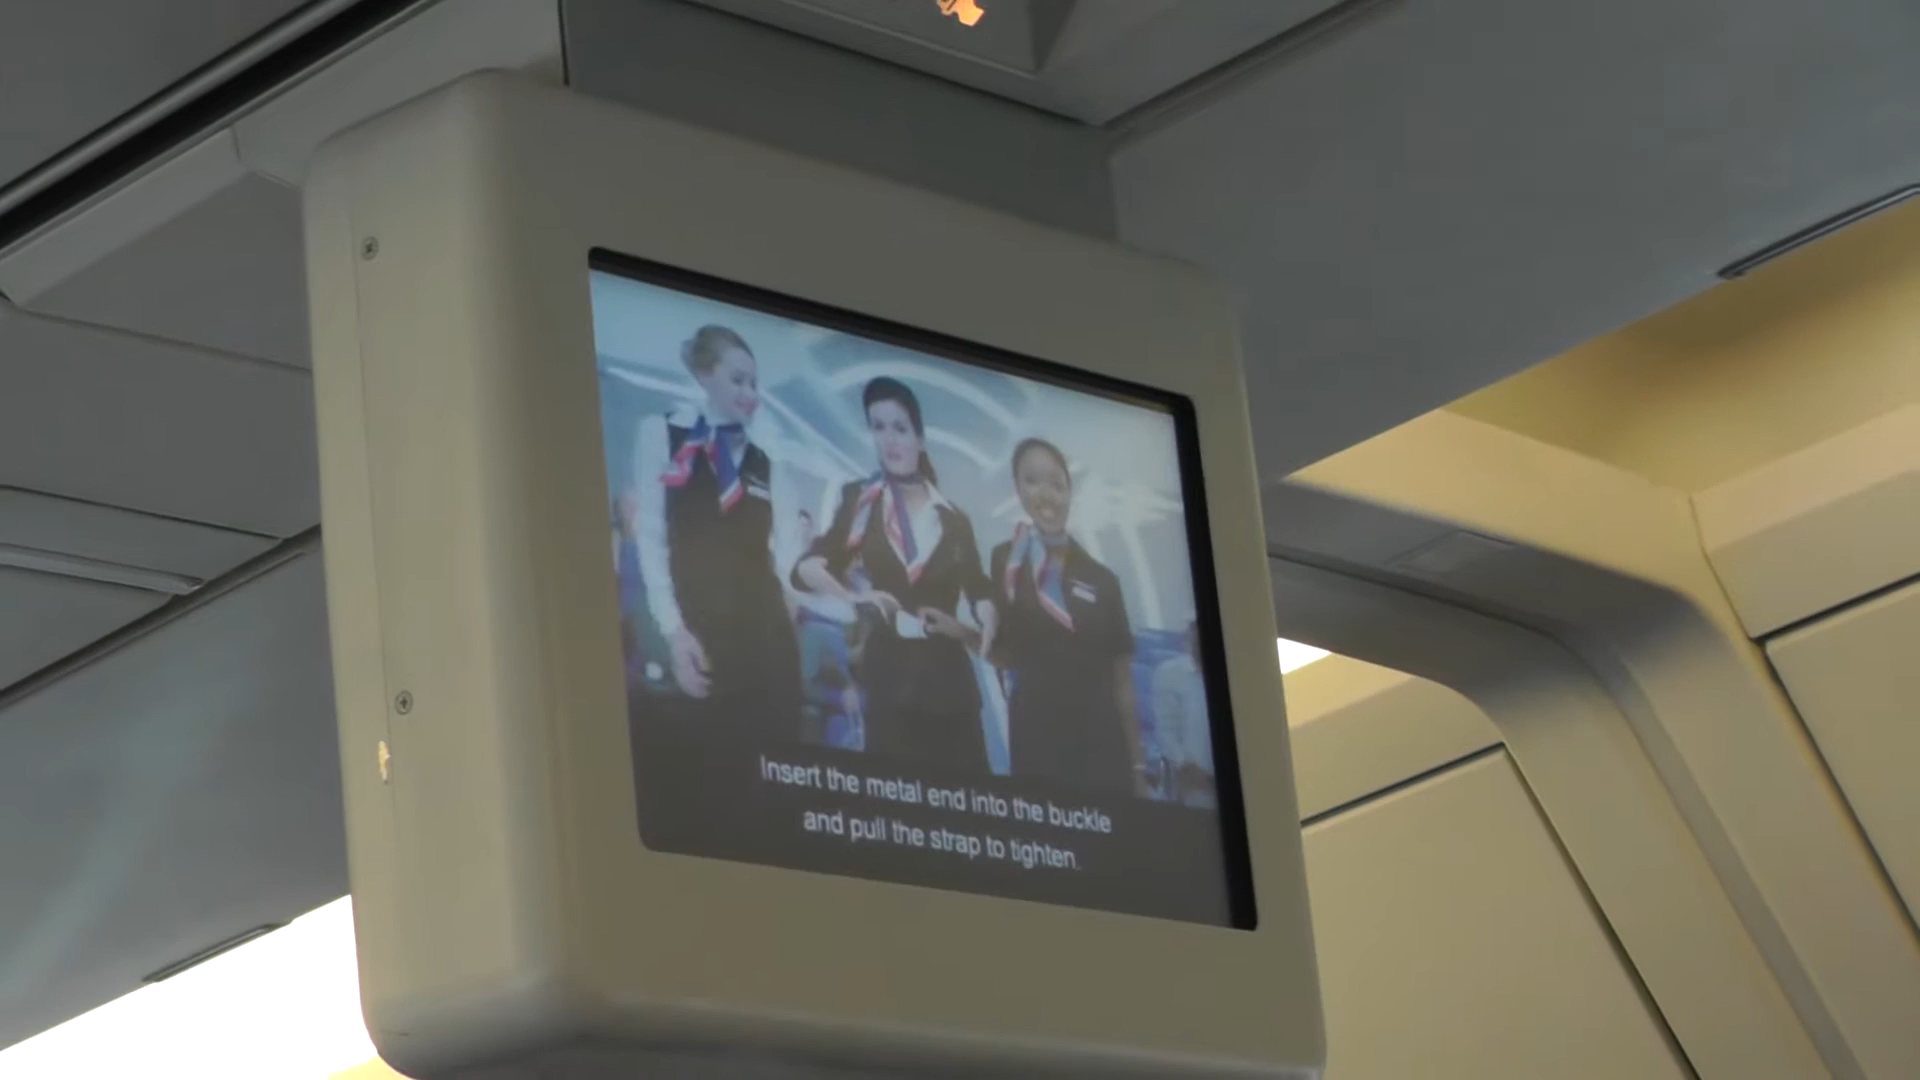 Insert the metal end into the buckle
and pull the strap to tighten.